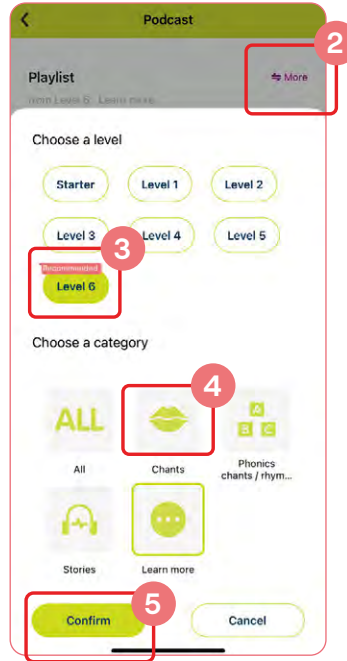 Podcast
2
Playlist
More
from Level 6 Learn more
Choose a level
Starter
Level 1
Level 2
Level 3
Level 4
Level 5
3
Recommended
Level 6
Choose a category
4
ALL
A
B C
All
Chants
Phonics
chants / rhym...
Stories
Learn more
5
Confirm
Cancel